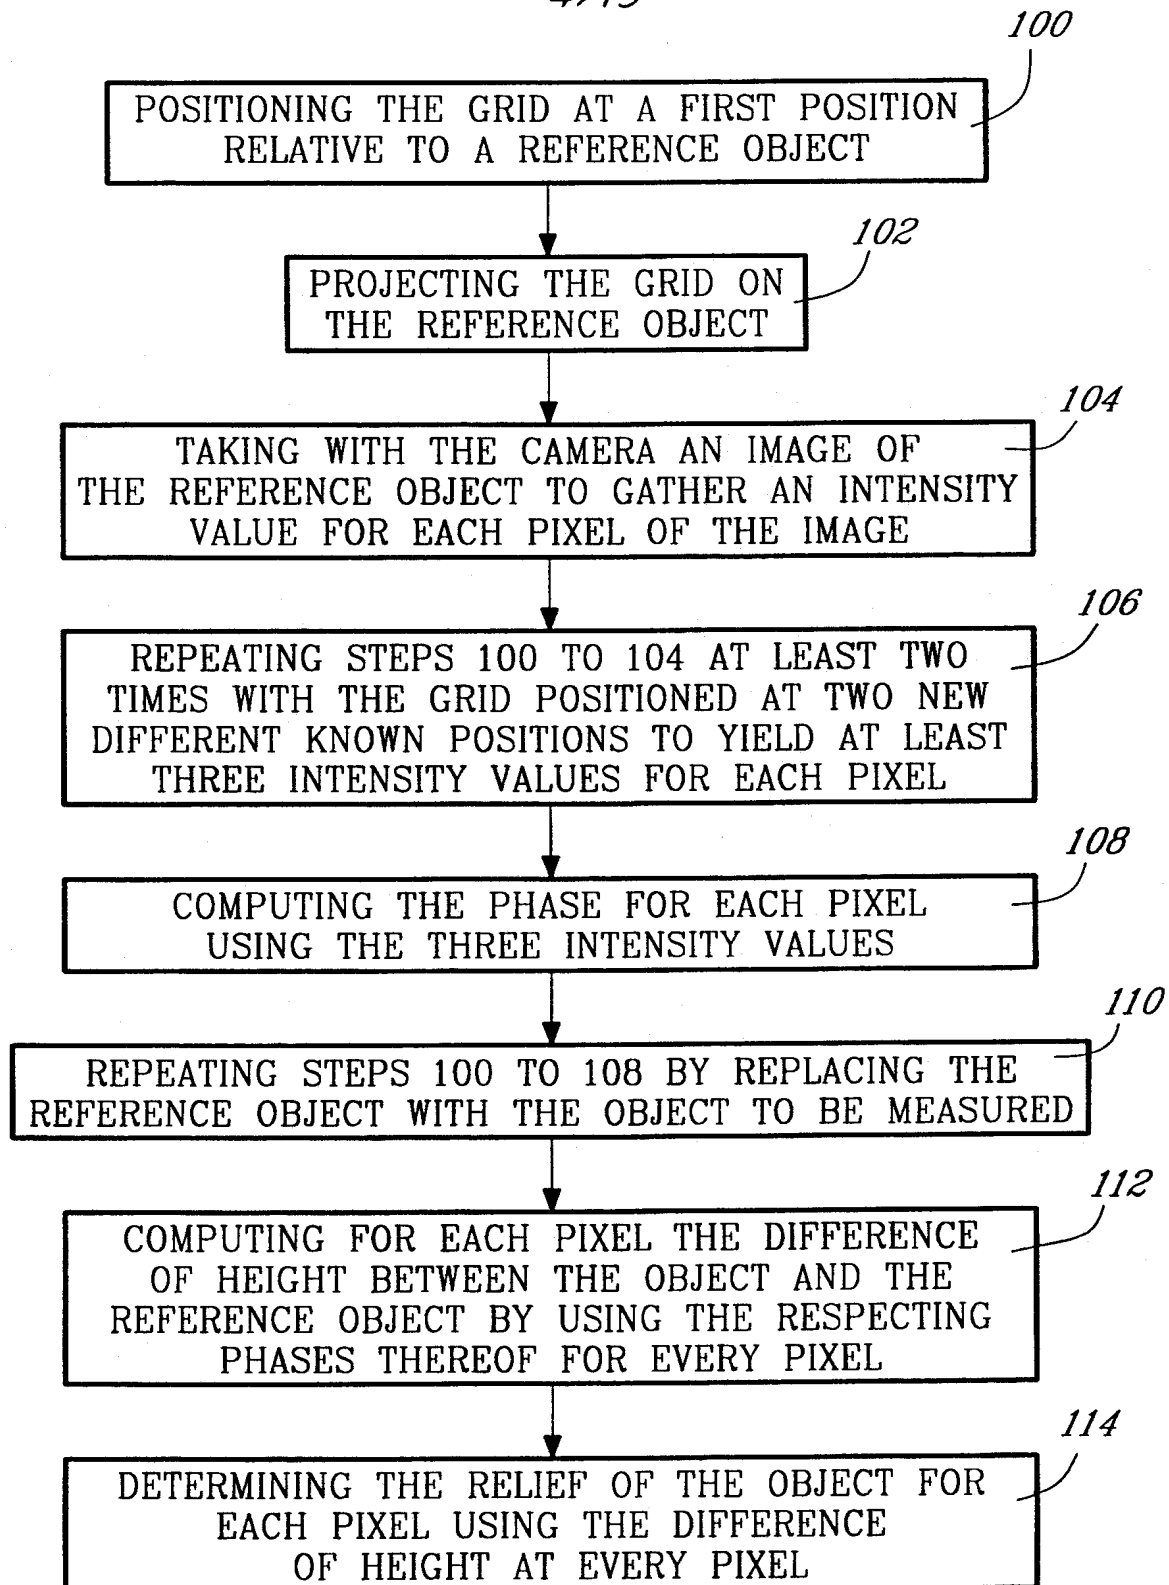 100
POSITIONING THE GRID AT A FIRST POSITION
RELATIVE TO A REFERENCE OBJECT
102
PROJECTING THE GRID ON
THE REFERENCE OBJECT
104
TAKING WITH THE CAMERA AN IMAGE OF
THE REFERENCE OBJECT TO GATHER AN INTENSITY
VALUE FOR EACH PIXEL OF THE IMAGE
106
REPEATING STEPS 100 TO 104 AT LEAST TWO
TIMES WITH THE GRID POSITIONED AT TWO NEW
DIFFERENT KNOWN POSITIONS TO YIELD AT LEAST
THREE INTENSITY VALUES FOR EACH PIXEL
108
COMPUTING THE PHASE FOR EACH PIXEL
USING THE THREE INTENSITY VALUES
110
REPEATING STEPS 100 TO 108 BY REPLACING THE
REFERENCE OBJECT WITH THE OBJECT TO BE MEASURED
112
COMPUTING FOR EACH PIXEL THE DIFFERENCE
OF HEIGHT BETWEEN THE OBJECT AND THE
REFERENCE OBJECT BY USING THE RESPECTING
PHASES THEREOF FOR EVERY PIXEL
114
DETERMINING THE RELIEF OF THE OBJECT FOR
EACH PIXEL USING THE DIFFERENCE
OF HEIGHT AT EVERY PIXEL